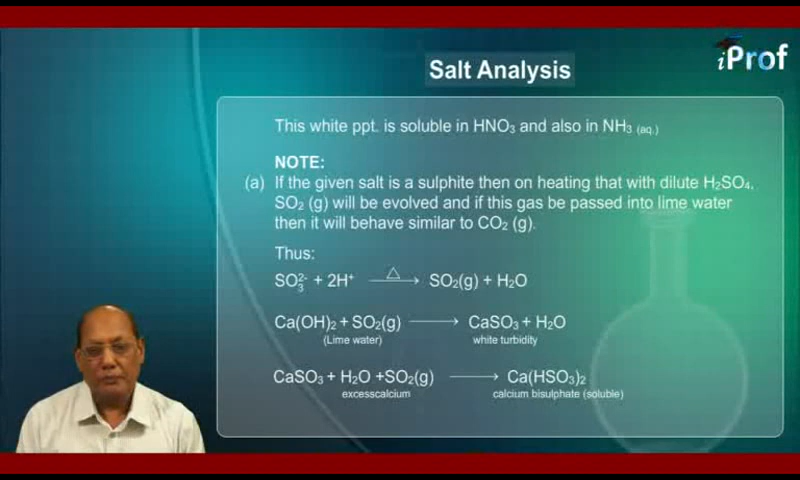 iProf
Salt Analysis
This white ppt. is soluble in HNO₃ and also in NH₃ (aq.)
NOTE:
(a) If the given salt is a sulphite then on heating that with dilute H₂SO₄,
SO₂ (g) will be evolved and if this gas be passed into lime water
then it will behave similar to CO₂ (g).
Thus:
SO₃²⁻ + 2H⁺ —△→ SO₂(g) + H₂O
Ca(OH)₂ + SO₂(g) ⟶ CaSO₃ + H₂O
(Lime water) white turbidity
CaSO₃ + H₂O +SO₂(g) ⟶ Ca(HSO₃)₂
excesscalcium calcium bisulphate (soluble)